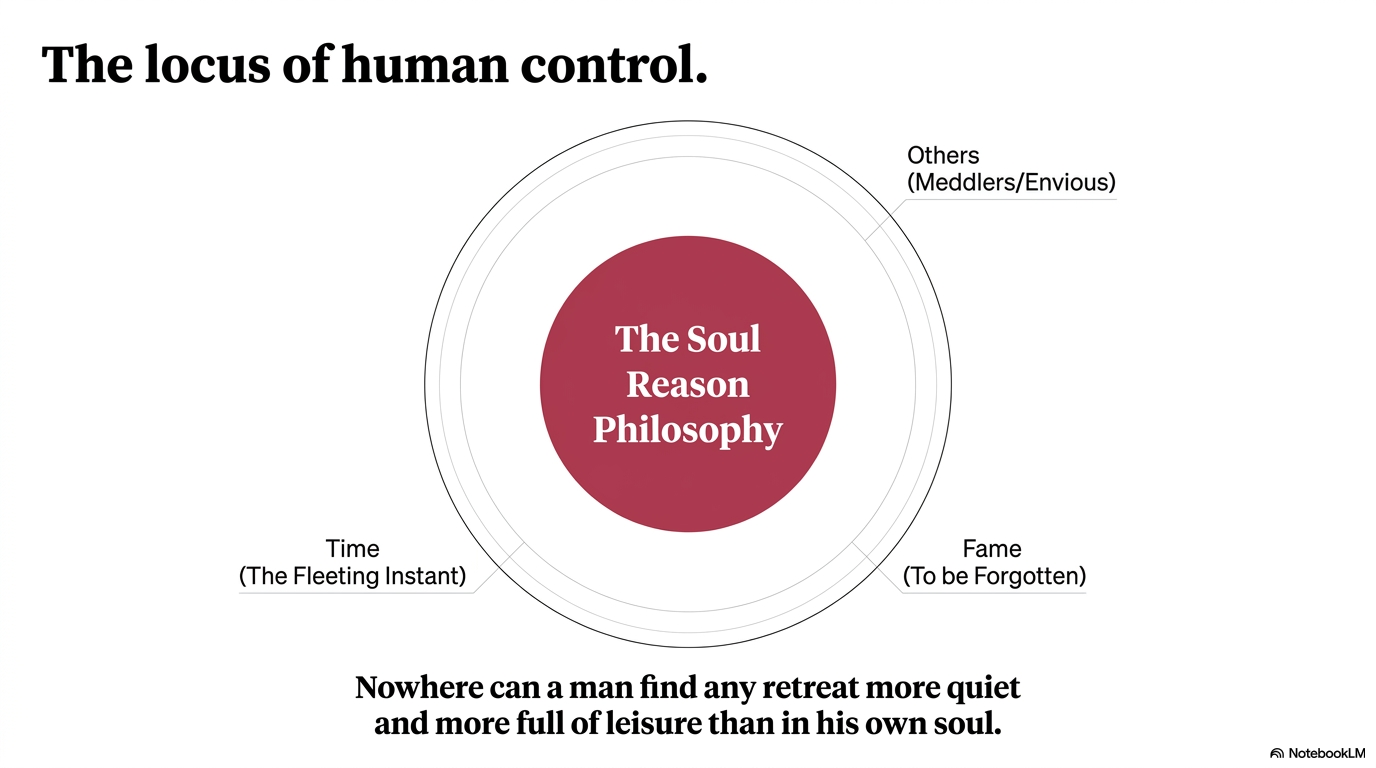 The locus of human control.
Others
(Meddlers/Envious)
The Soul
Reason
Philosophy
Time
(The Fleeting Instant)
Fame
(To be Forgotten)
Nowhere can a man find any retreat more quiet
and more full of leisure than in his own soul.
NotebookLM